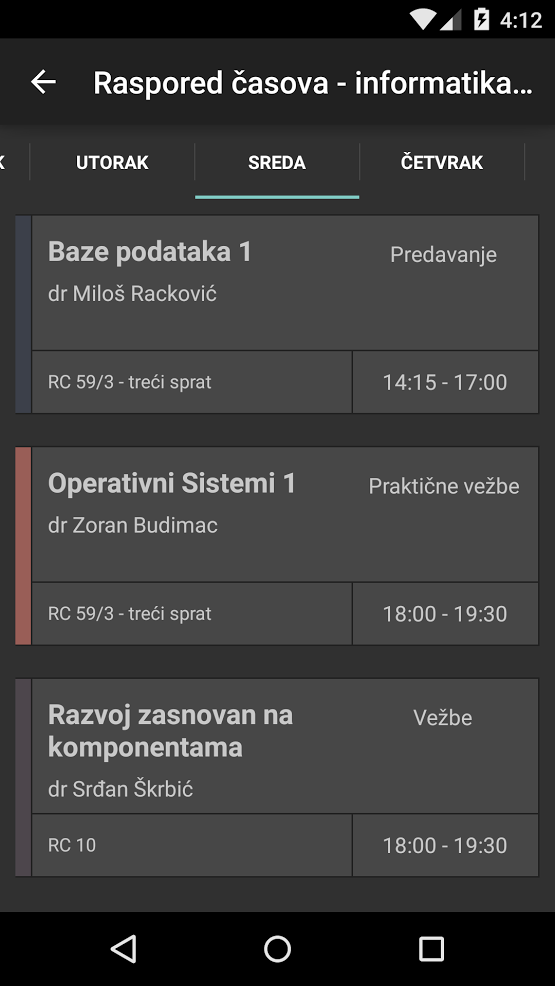 4:12
Raspored časova - informatika...
K
UTORAK
SREDA
ČETVRAK
Baze podataka 1
Predavanje
dr Miloš Racković
RC 59/3 - treći sprat
14:15 - 17:00
Operativni Sistemi 1
Praktične vežbe
dr Zoran Budimac
RC 59/3 - treći sprat
18:00 - 19:30
Razvoj zasnovan na
komponentama
Vežbe
dr Srđan Škrbić
RC 10
18:00 - 19:30